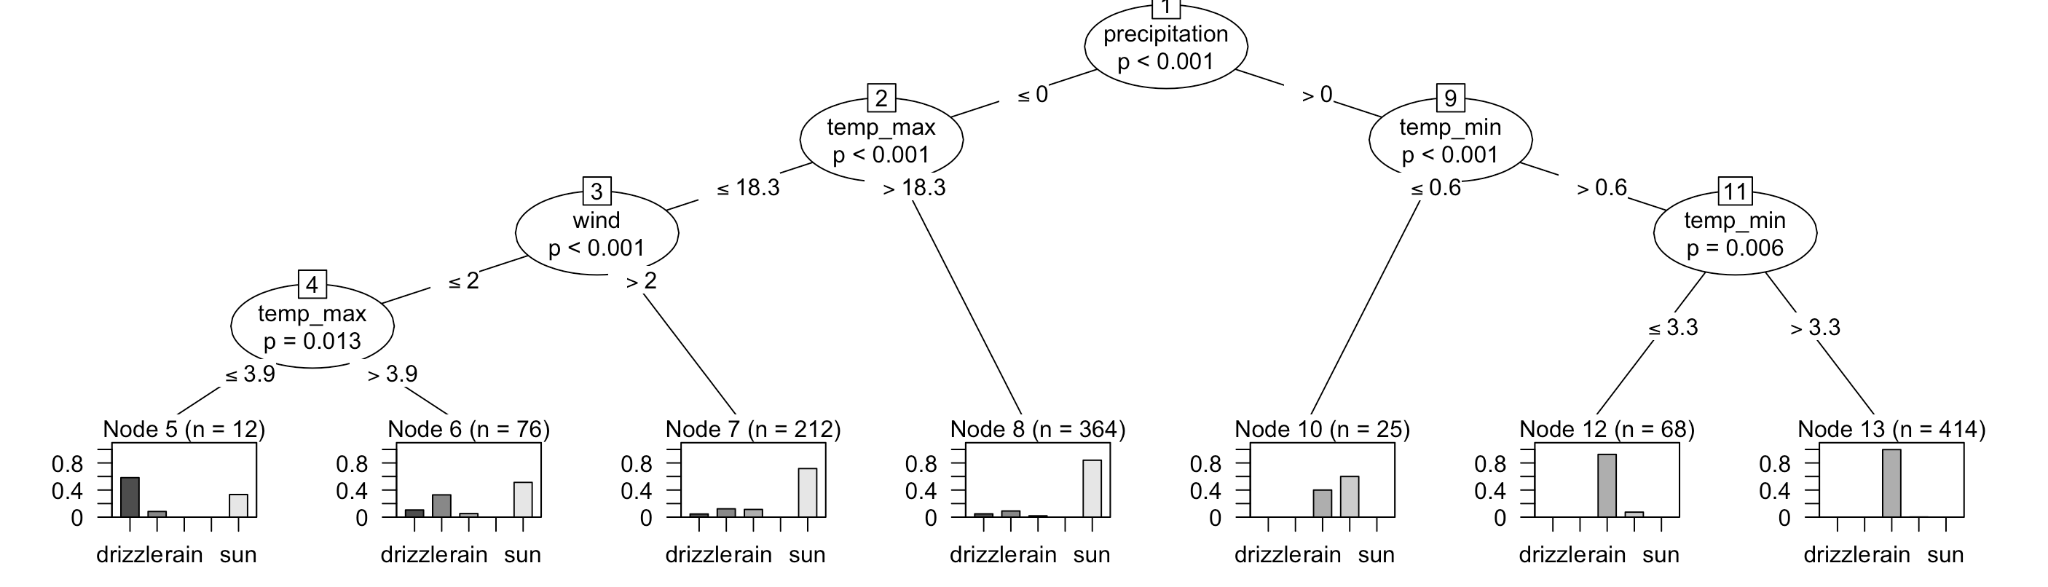 1
precipitation
p < 0.001
≤ 0
> 0
2
temp_max
p < 0.001
9
temp_min
p < 0.001
≤ 18.3
> 18.3
≤ 0.6
> 0.6
3
wind
p < 0.001
11
temp_min
p = 0.006
≤ 2
> 2
4
temp_max
p = 0.013
≤ 3.3
> 3.3
≤ 3.9
> 3.9
Node 5 (n = 12)
0.8
0.4
0
drizzlerain sun
Node 6 (n = 76)
0.8
0.4
0
drizzlerain sun
Node 7 (n = 212)
0.8
0.4
0
drizzlerain sun
Node 8 (n = 364)
0.8
0.4
0
drizzlerain sun
Node 10 (n = 25)
0.8
0.4
0
drizzlerain sun
Node 12 (n = 68)
0.8
0.4
0
drizzlerain sun
Node 13 (n = 414)
0.8
0.4
0
drizzlerain sun